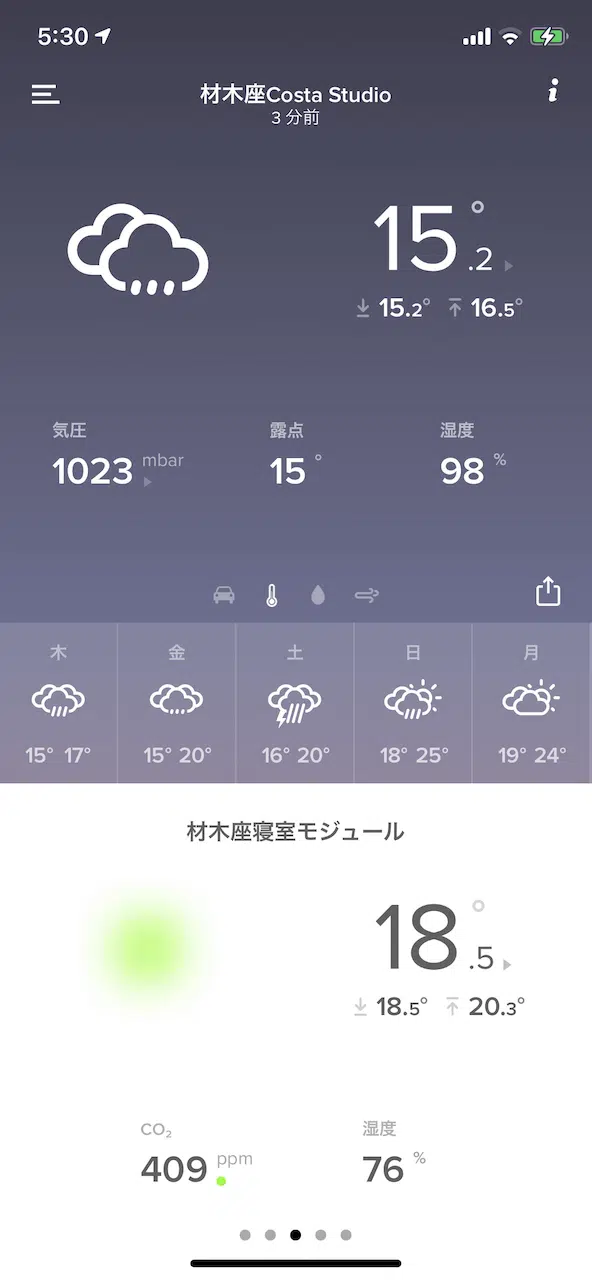 5:30
材木座Costa Studio
3 分前
15.2°
15.2° 16.5°
気圧 露点 湿度
1023 mbar 15° 98 %
木 金 土 日 月
15° 17° 15° 20° 16° 20° 18° 25° 19° 24°
材木座寝室モジュール
18.5°
18.5° 20.3°
CO₂ 湿度
409 ppm 76 %